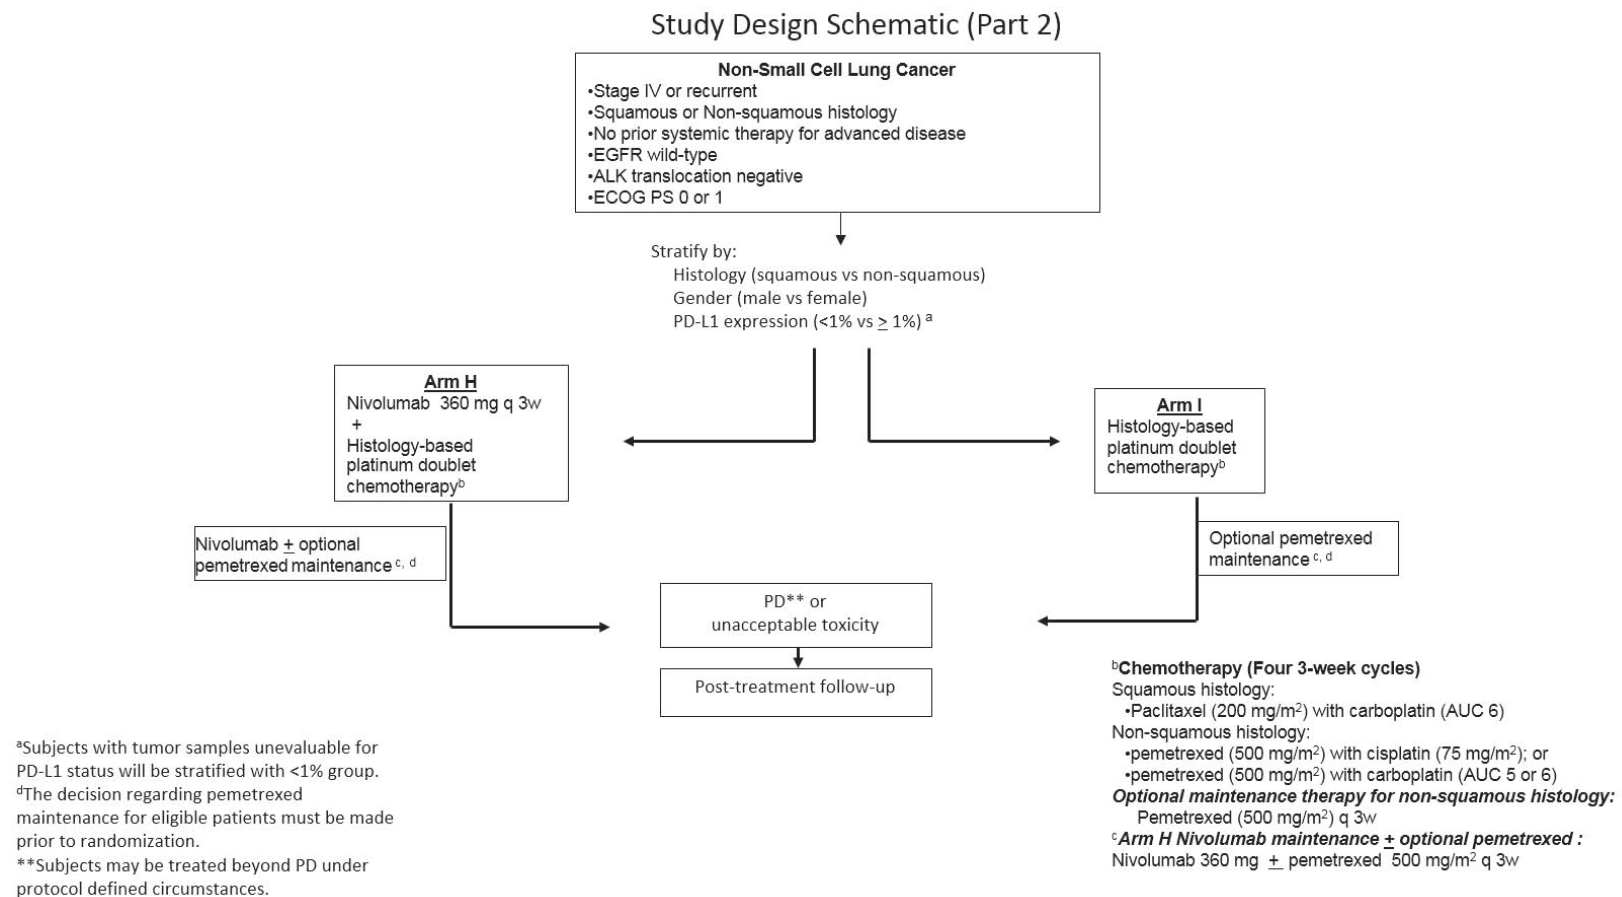 Study Design Schematic (Part 2)
Non-Small Cell Lung Cancer
•Stage IV or recurrent
•Squamous or Non-squamous histology
•No prior systemic therapy for advanced disease
•EGFR wild-type
•ALK translocation negative
•ECOG PS 0 or 1
Stratify by:
Histology (squamous vs non-squamous)
Gender (male vs female)
PD-L1 expression (<1% vs ≥ 1%) ᵃ
Arm H
Nivolumab 360 mg q 3w
+
Histology-based
platinum doublet
chemotherapyᵇ
Arm I
Histology-based
platinum doublet
chemotherapyᵇ
Nivolumab ± optional
pemetrexed maintenance ᶜ, ᵈ
Optional pemetrexed
maintenance ᶜ, ᵈ
PD** or
unacceptable toxicity
Post-treatment follow-up
ᵃSubjects with tumor samples unevaluable for
PD-L1 status will be stratified with <1% group.
ᵈThe decision regarding pemetrexed
maintenance for eligible patients must be made
prior to randomization.
**Subjects may be treated beyond PD under
protocol defined circumstances.
ᵇChemotherapy (Four 3-week cycles)
Squamous histology:
•Paclitaxel (200 mg/m²) with carboplatin (AUC 6)
Non-squamous histology:
•pemetrexed (500 mg/m²) with cisplatin (75 mg/m²); or
•pemetrexed (500 mg/m²) with carboplatin (AUC 5 or 6)
Optional maintenance therapy for non-squamous histology:
Pemetrexed (500 mg/m²) q 3w
ᶜArm H Nivolumab maintenance ± optional pemetrexed :
Nivolumab 360 mg ± pemetrexed 500 mg/m² q 3w